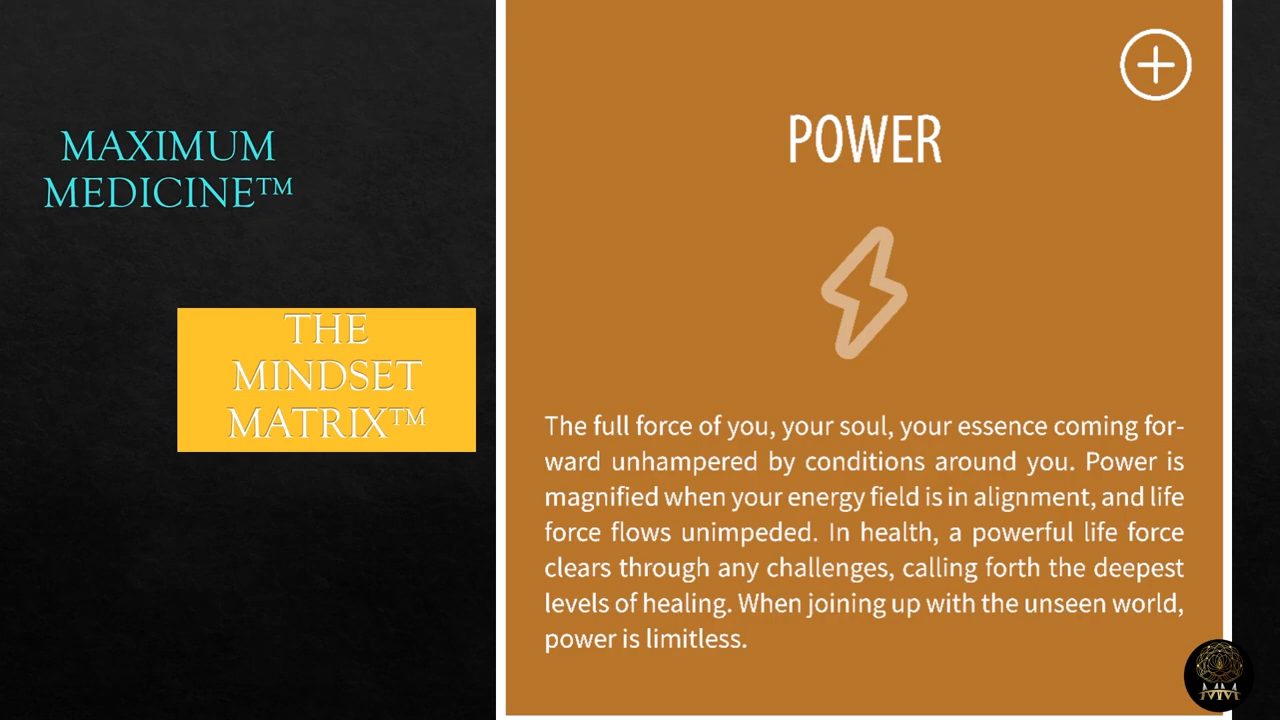 MAXIMUM
MEDICINE™
THE
MINDSET
MATRIX™
POWER
The full force of you, your soul, your essence coming for-
ward unhampered by conditions around you. Power is
magnified when your energy field is in alignment, and life
force flows unimpeded. In health, a powerful life force
clears through any challenges, calling forth the deepest
levels of healing. When joining up with the unseen world,
power is limitless.
MM